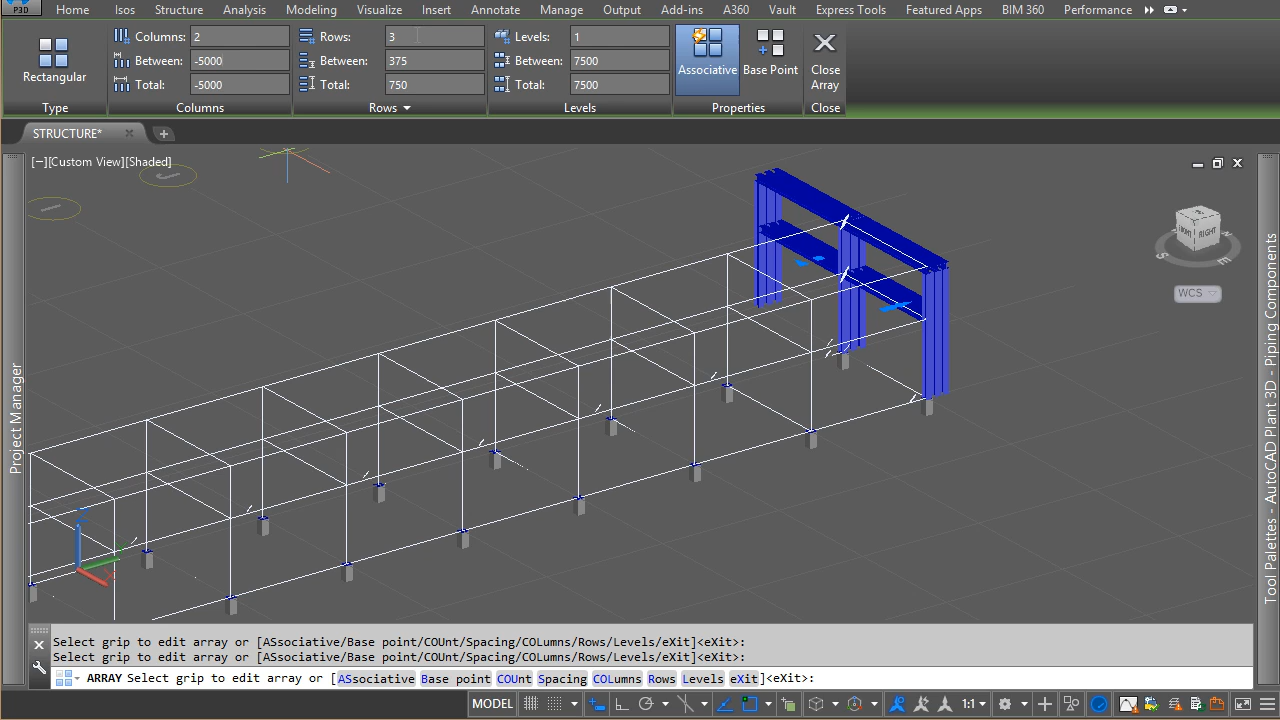 P3D Home Isos Structure Analysis Modeling Visualize Insert Annotate Manage Output Add-ins A360 Vault Express Tools Featured Apps BIM 360 Performance
Columns: 2 Rows: 3 Levels: 1
Between: -5000 Between: 375 Between: 7500
Rectangular Associative Base Point Close Array
Total: -5000 Total: 750 Total: 7500
Type Columns Rows Levels Properties Close
STRUCTURE*
[−][Custom View][Shaded]
RIGHT
S E
WCS
Project Manager
Tool Palettes - AutoCAD Plant 3D - Piping Components
Select grip to edit array or [ASsociative/Base point/COUnt/Spacing/COLumns/Rows/Levels/eXit]<eXit>:
Select grip to edit array or [ASsociative/Base point/COUnt/Spacing/COLumns/Rows/Levels/eXit]<eXit>:
ARRAY Select grip to edit array or [ASsociative Base point COUnt Spacing COLumns Rows Levels eXit]<eXit>:
MODEL 1:1